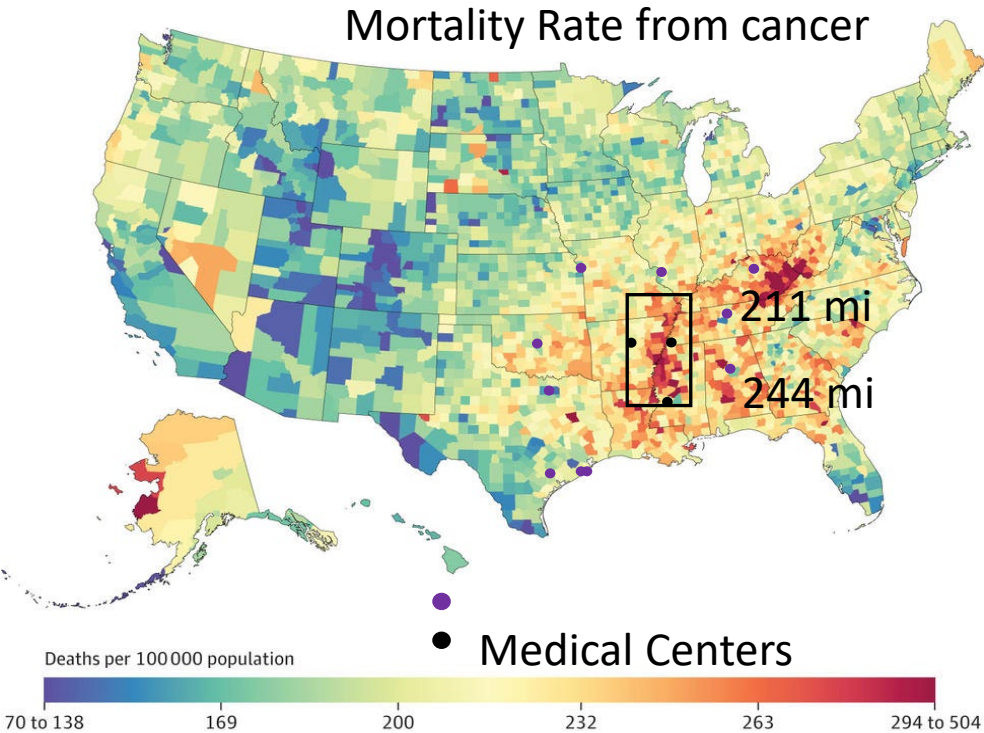 Mortality Rate from cancer
211 mi
244 mi
Medical Centers
Deaths per 100 000 population
70 to 138 169 200 232 263 294 to 504